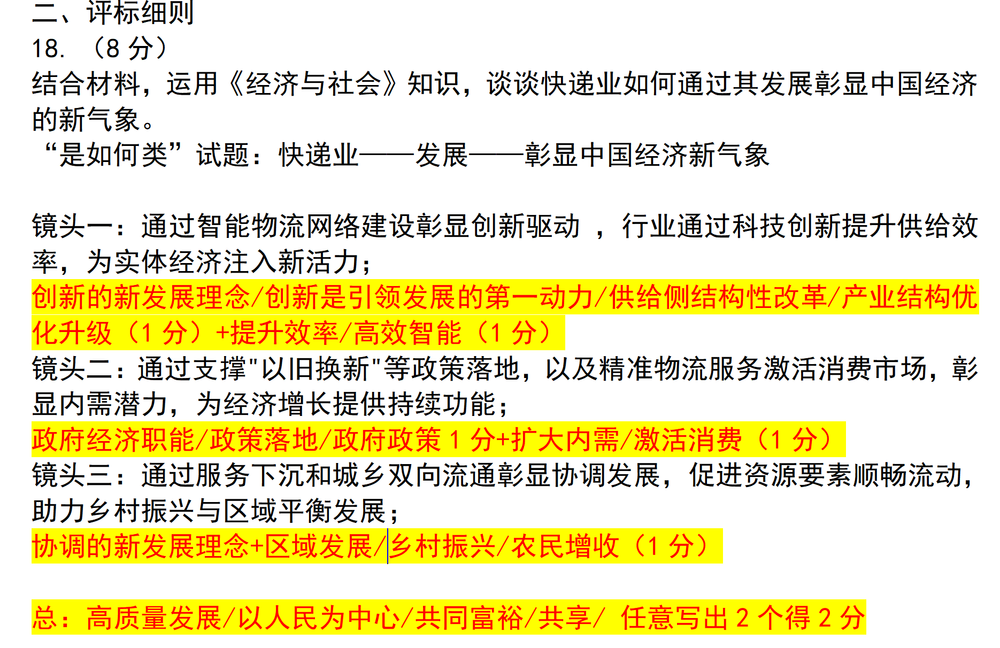 二、评标细则
18. （8 分）
结合材料，运用《经济与社会》知识，谈谈快递业如何通过其发展彰显中国经济
的新气象。
“是如何类”试题：快递业——发展——彰显中国经济新气象
镜头一：通过智能物流网络建设彰显创新驱动 ，行业通过科技创新提升供给效
率，为实体经济注入新活力；
创新的新发展理念/创新是引领发展的第一动力/供给侧结构性改革/产业结构优
化升级（1 分）+提升效率/高效智能（1 分）
镜头二：通过支撑"以旧换新"等政策落地，以及精准物流服务激活消费市场，彰
显内需潜力，为经济增长提供持续功能；
政府经济职能/政策落地/政府政策 1 分+扩大内需/激活消费（1 分）
镜头三：通过服务下沉和城乡双向流通彰显协调发展，促进资源要素顺畅流动，
助力乡村振兴与区域平衡发展；
协调的新发展理念+区域发展/乡村振兴/农民增收（1 分）
总：高质量发展/以人民为中心/共同富裕/共享/ 任意写出 2 个得 2 分